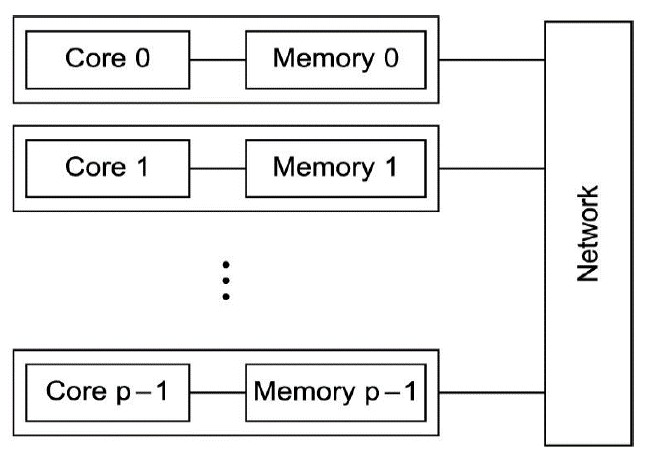 Core 0
Memory 0
Core 1
Memory 1
Core p–1
Memory p–1
Network